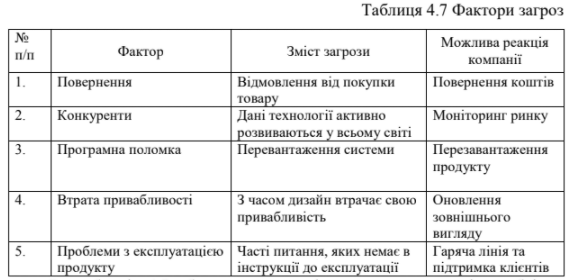 Таблиця 4.7 Фактори загроз
№ п/п Фактор Зміст загрози Можлива реакція компанії
1. Повернення Відмовлення від покупки товару Повернення коштів
2. Конкуренти Дані технології активно розвиваються у всьому світі Моніторинг ринку
3. Програмна поломка Перевантаження системи Перезавантаження продукту
4. Втрата привабливості З часом дизайн втрачає свою привабливість Оновлення зовнішнього вигляду
5. Проблеми з експлуатацією продукту Часті питання, яких немає в інструкції до експлуатації Гаряча лінія та підтримка клієнтів